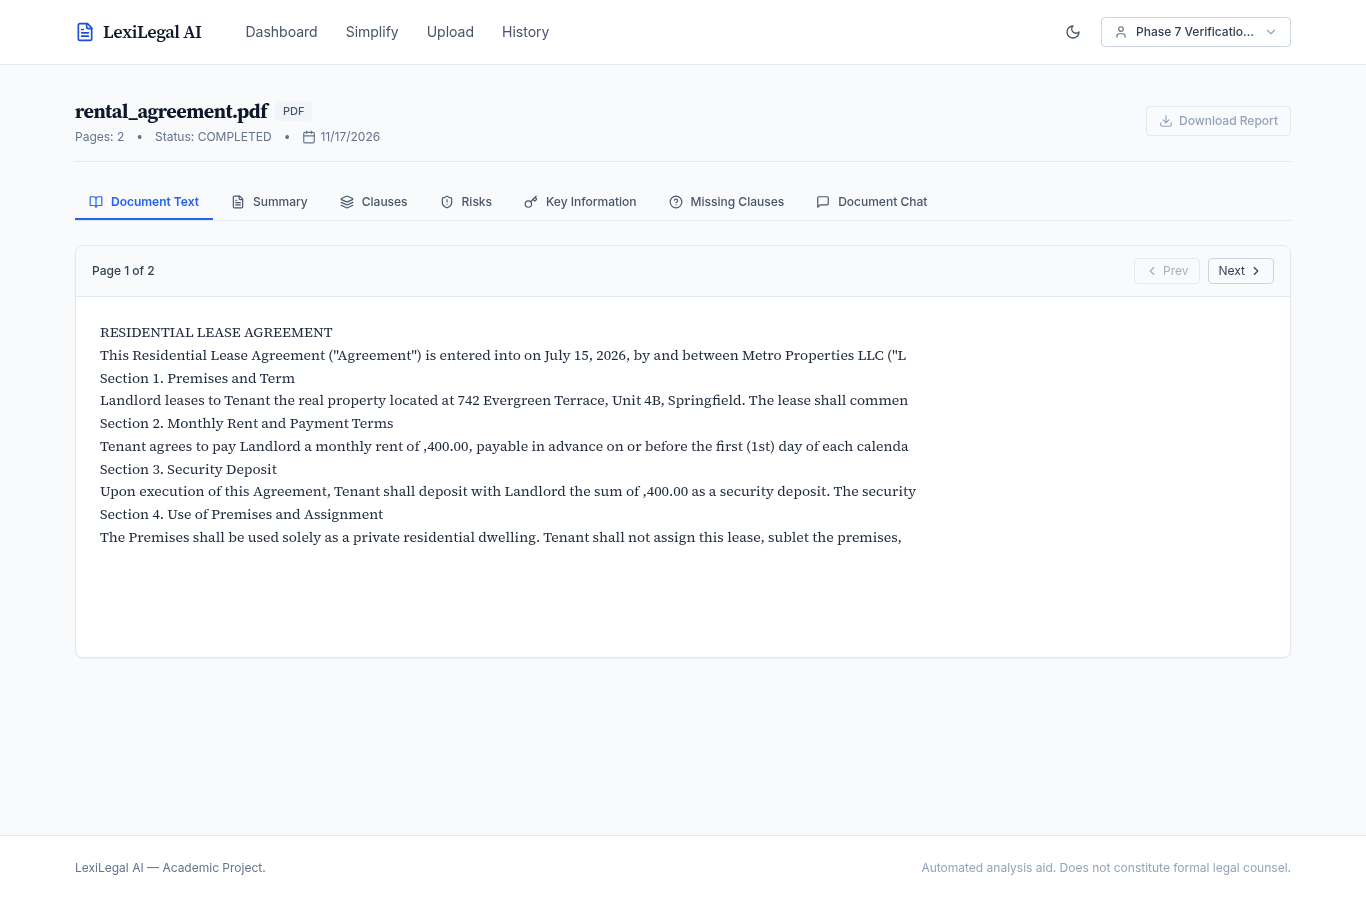 LexiLegal AI
Dashboard Simplify Upload History
Phase 7 Verificatio...
rental_agreement.pdf PDF
Pages: 2 • Status: COMPLETED • 11/17/2026
Download Report
Document Text Summary Clauses Risks Key Information Missing Clauses Document Chat
Page 1 of 2
Prev Next
RESIDENTIAL LEASE AGREEMENT
This Residential Lease Agreement ("Agreement") is entered into on July 15, 2026, by and between Metro Properties LLC ("L
Section 1. Premises and Term
Landlord leases to Tenant the real property located at 742 Evergreen Terrace, Unit 4B, Springfield. The lease shall commen
Section 2. Monthly Rent and Payment Terms
Tenant agrees to pay Landlord a monthly rent of ,400.00, payable in advance on or before the first (1st) day of each calenda
Section 3. Security Deposit
Upon execution of this Agreement, Tenant shall deposit with Landlord the sum of ,400.00 as a security deposit. The security
Section 4. Use of Premises and Assignment
The Premises shall be used solely as a private residential dwelling. Tenant shall not assign this lease, sublet the premises,
LexiLegal AI — Academic Project.
Automated analysis aid. Does not constitute formal legal counsel.